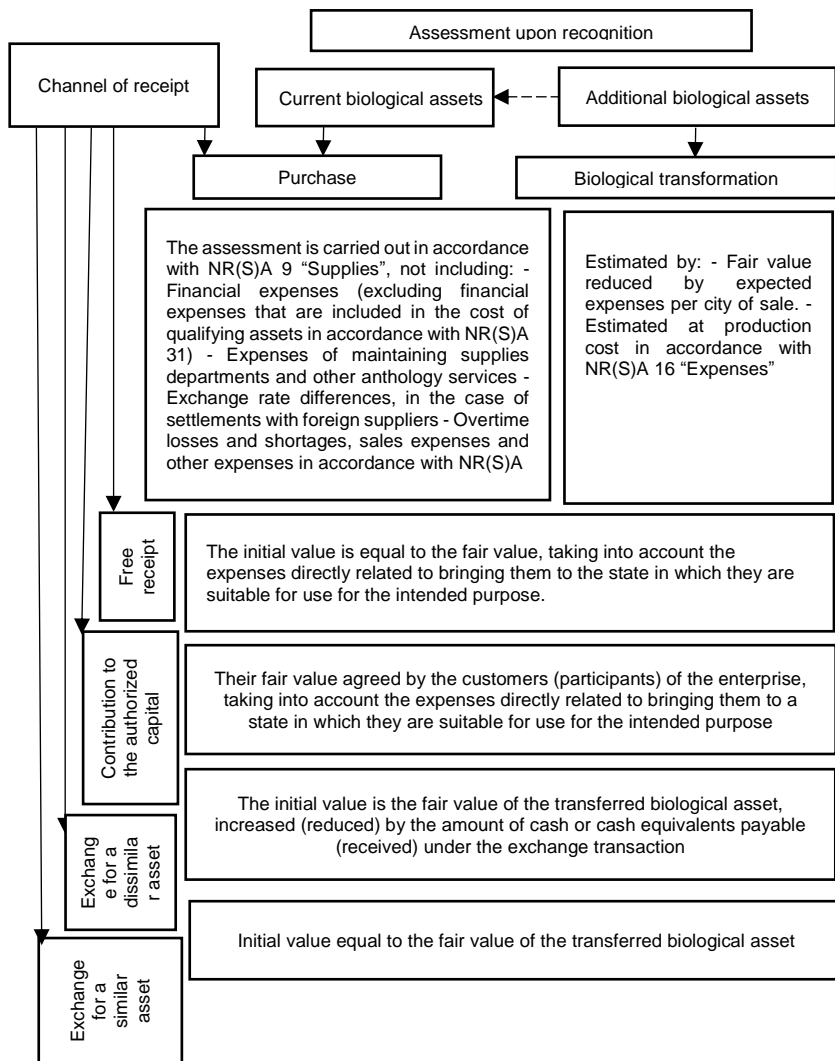 Assessment upon recognition
Channel of receipt
Current biological assets
Additional biological assets
Purchase
Biological transformation
The assessment is carried out in accordance
with NR(S)A 9 “Supplies”, not including: -
Financial expenses (excluding financial
expenses that are included in the cost of
qualifying assets in accordance with NR(S)A
31) - Expenses of maintaining supplies
departments and other anthology services -
Exchange rate differences, in the case of
settlements with foreign suppliers - Overtime
losses and shortages, sales expenses and
other expenses in accordance with NR(S)A
Estimated by: - Fair value
reduced by expected
expenses per city of sale. -
Estimated at production
cost in accordance with
NR(S)A 16 “Expenses”
Free
receipt
The initial value is equal to the fair value, taking into account the
expenses directly related to bringing them to the state in which they are
suitable for use for the intended purpose.
Contribution to
the authorized
capital
Their fair value agreed by the customers (participants) of the enterprise,
taking into account the expenses directly related to bringing them to a
state in which they are suitable for use for the intended purpose
Exchang
e for a
dissimila
r asset
The initial value is the fair value of the transferred biological asset,
increased (reduced) by the amount of cash or cash equivalents payable
(received) under the exchange transaction
Exchange
for a
similar
asset
Initial value equal to the fair value of the transferred biological asset